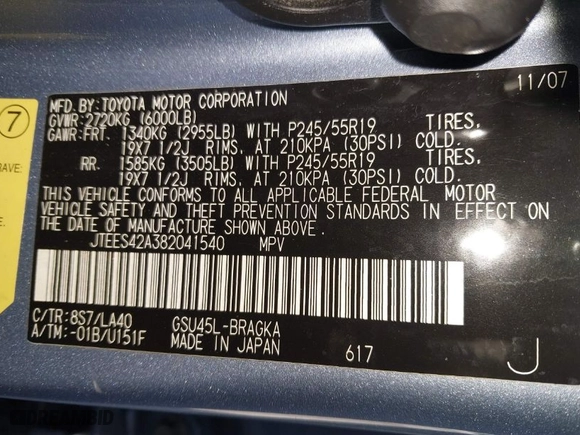 11/07
MFD.BY:TOYOTA MOTOR CORPORATION
GVWR:2720KG (6000LB)
GAWR:FRT. 1340KG (2955LB) WITH P245/55R19 TIRES,
19X7 1/2J RIMS, AT 210KPA (30PSI) COLD.
RR. 1585KG (3505LB) WITH P245/55R19 TIRES,
19X7 1/2J RIMS, AT 210KPA (30PSI) COLD.
THIS VEHICLE CONFORMS TO ALL APPLICABLE FEDERAL MOTOR
VEHICLE SAFETY AND THEFT PREVENTION STANDARDS IN EFFECT ON
THE DATE OF MANUFACTURE SHOWN ABOVE.
JTEES42A382041540 MPV
C/TR:8S7/LA40 GSU45L-BRAGKA
A/TM:-01B/U151F MADE IN JAPAN
617 J
7